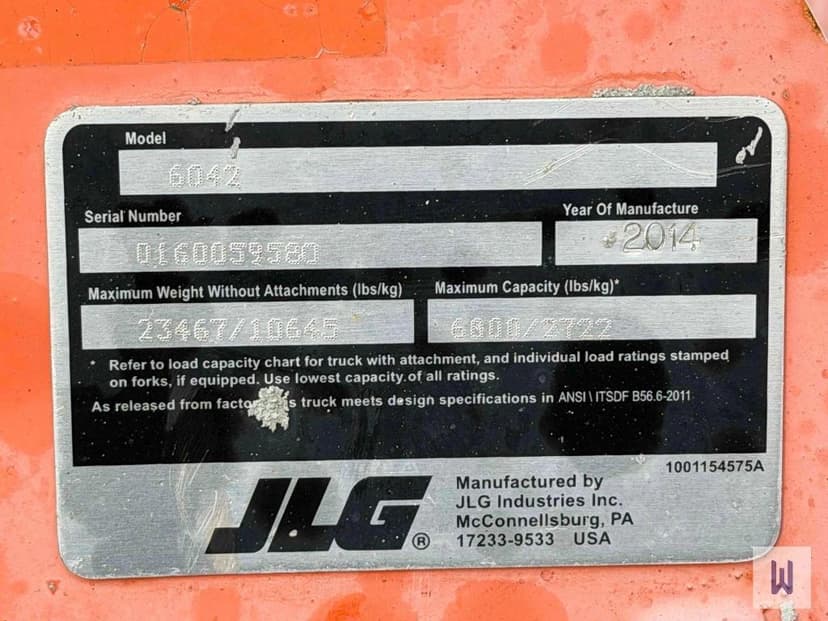 Model
6042
Serial Number
Year Of Manufacture
0160059580
2014
Maximum Weight Without Attachments (lbs/kg)
Maximum Capacity (lbs/kg)*
23467/10645
6000/2722
* Refer to load capacity chart for truck with attachment, and individual load ratings stamped
on forks, if equipped. Use lowest capacity of all ratings.
As released from truck meets design specifications in ANSI \ ITSDF B56.6-2011
1001154575A
JLG®
Manufactured by
JLG Industries Inc.
McConnellsburg, PA
17233-9533 USA
W